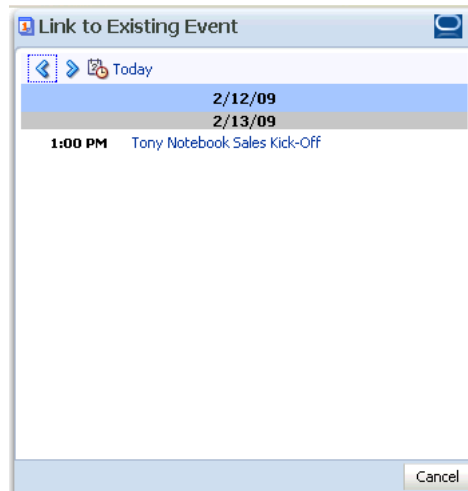 Link to Existing Event
Today
2/12/09
2/13/09
1:00 PM Tony Notebook Sales Kick-Off
Cancel